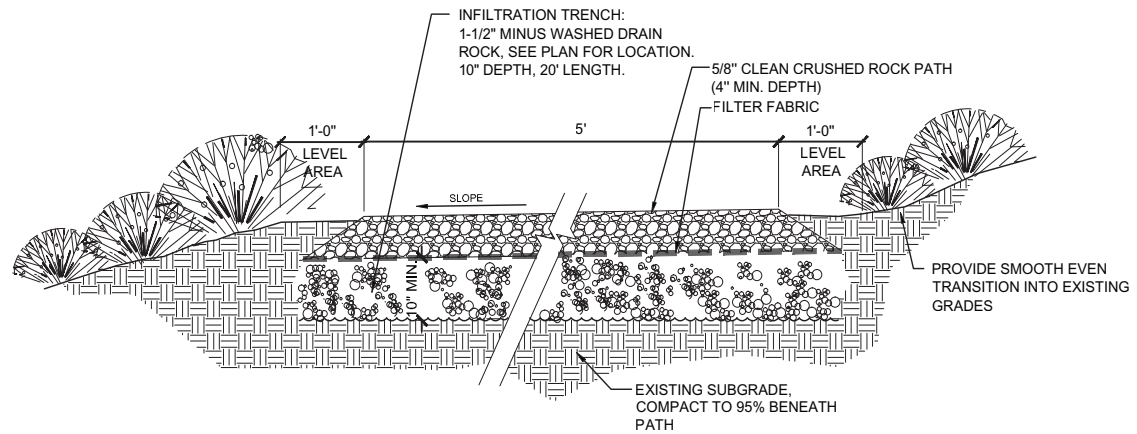 INFILTRATION TRENCH:
1-1/2" MINUS WASHED DRAIN
ROCK, SEE PLAN FOR LOCATION.
10" DEPTH, 20' LENGTH.
5/8" CLEAN CRUSHED ROCK PATH
(4" MIN. DEPTH)
FILTER FABRIC
1'-0"
LEVEL
AREA
5'
1'-0"
LEVEL
AREA
SLOPE
10" MIN.
PROVIDE SMOOTH EVEN
TRANSITION INTO EXISTING
GRADES
EXISTING SUBGRADE,
COMPACT TO 95% BENEATH
PATH